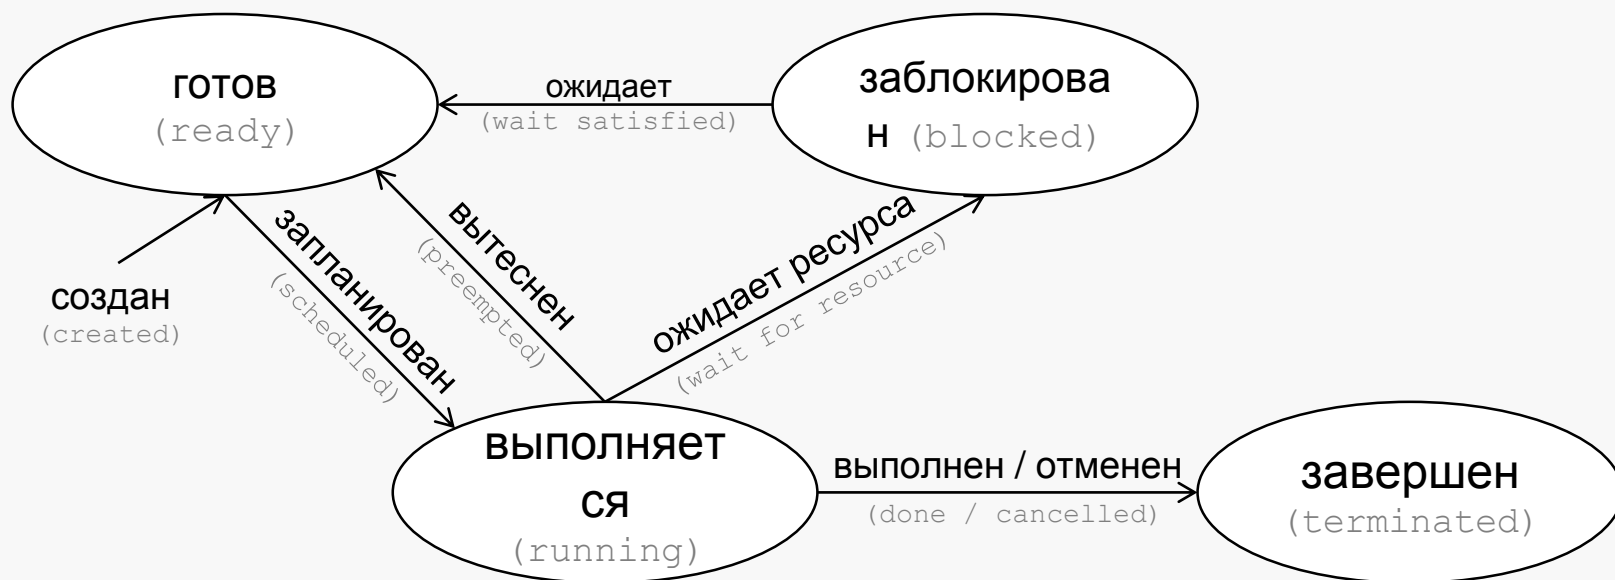 готов
(ready)
ожидает
(wait satisfied)
заблокирова
н (blocked)
создан
(created)
запланирован
(scheduled)
вытеснен
(preempted)
ожидает ресурса
(wait for resource)
выполняет
ся
(running)
выполнен / отменен
(done / cancelled)
завершен
(terminated)